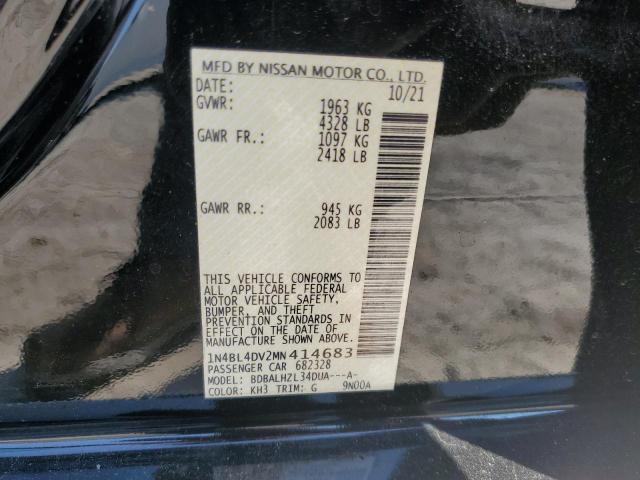 MFD BY NISSAN MOTOR CO., LTD.
DATE: 10/21
GVWR: 1963 KG
4328 LB
GAWR FR.: 1097 KG
2418 LB
GAWR RR.: 945 KG
2083 LB
THIS VEHICLE CONFORMS TO
ALL APPLICABLE FEDERAL
MOTOR VEHICLE SAFETY,
BUMPER, AND THEFT
PREVENTION STANDARDS IN
EFFECT ON THE DATE OF
MANUFACTURE SHOWN ABOVE.
1N4BL4DV2MN414683
PASSENGER CAR 682328
MODEL: BDBALHZL34DUA---A-
COLOR: KH3 TRIM: G 9N00A